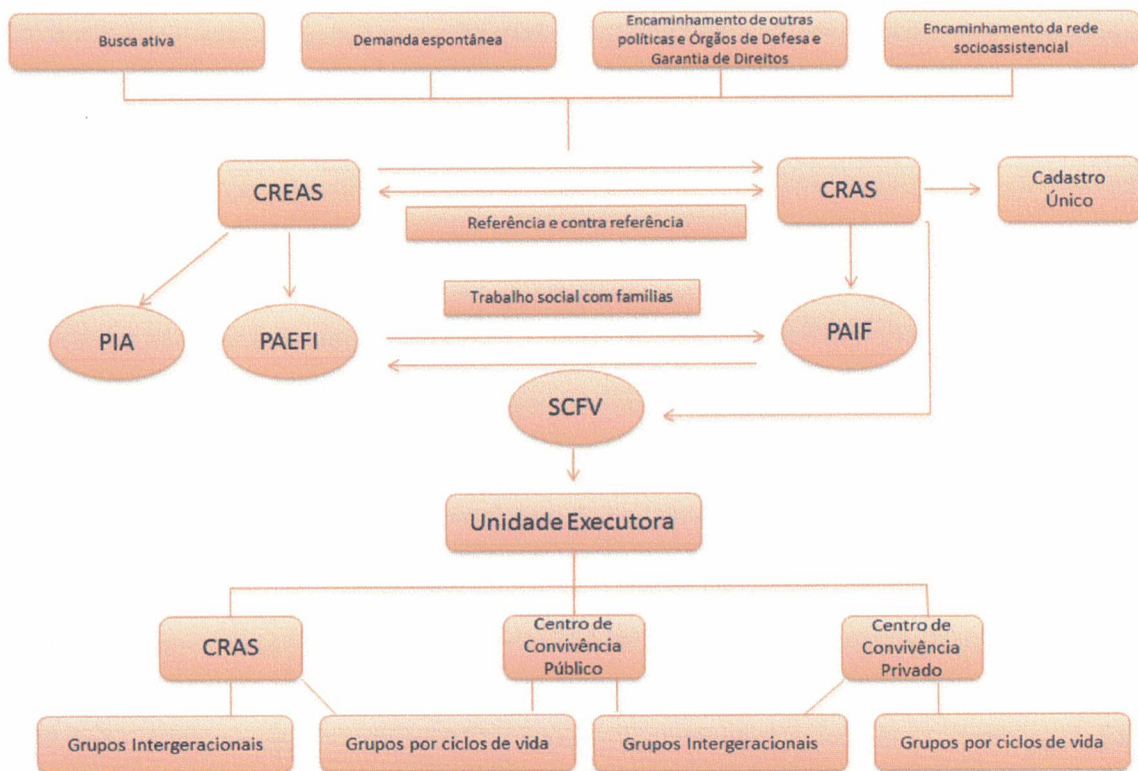 Busca ativa
Demanda espontânea
Encaminhamento de outras
políticas e Órgãos de Defesa e
Garantia de Direitos
Encaminhamento da rede
socioassistencial
CREAS
CRAS
Cadastro
Único
Referência e contra referência
Trabalho social com famílias
PIA
PAEFI
PAIF
SCFV
Unidade Executora
CRAS
Centro de
Convivência
Público
Centro de
Convivência
Privado
Grupos Intergeracionais
Grupos por ciclos de vida
Grupos Intergeracionais
Grupos por ciclos de vida